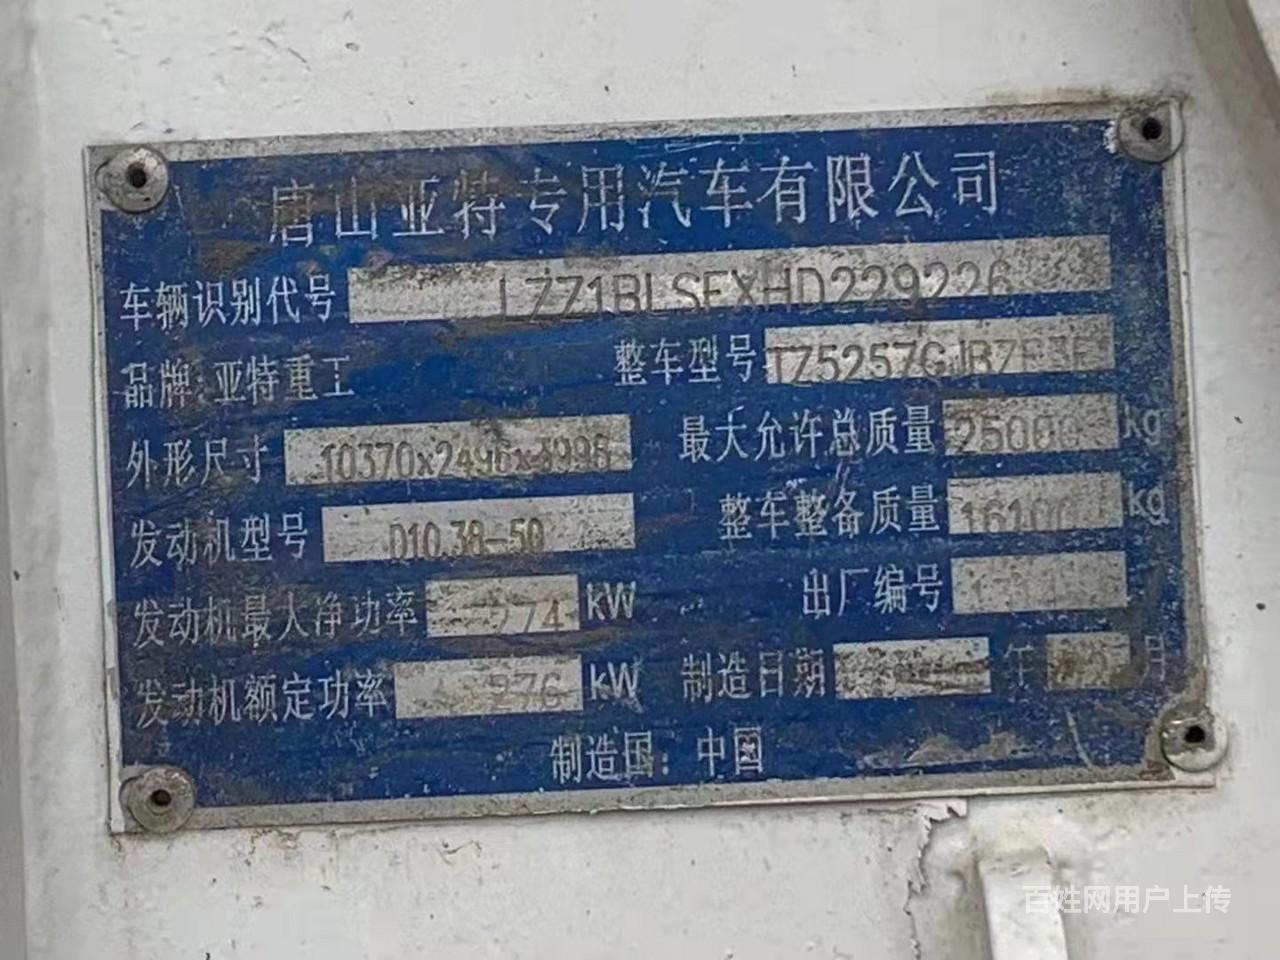 唐山亚特专用汽车有限公司
车辆识别代号 LZZ1BLSFXHD229226
品牌:亚特重工 整车型号
外形尺寸 10370x2496x3998 最大允许总质量 25000 kg
发动机型号 D10.38-50 整车整备质量 kg
发动机最大净功率 274 kW 出厂编号
发动机额定功率 276 kW 制造日期 年 月
制造国: 中国
百姓网用户上传